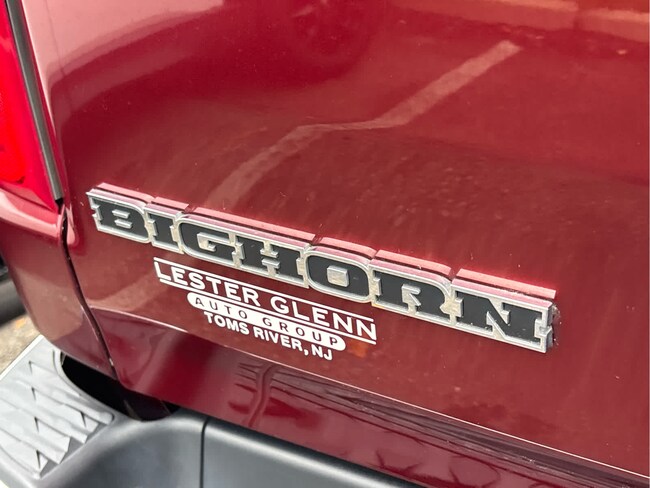 BIGHORN
LESTER GLENN
AUTO GROUP
TOMS RIVER, NJ